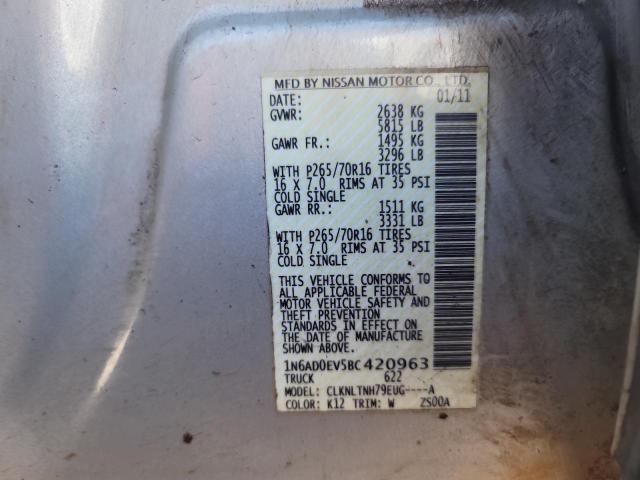 MFD BY NISSAN MOTOR CO., LTD.
DATE: 01/11
GVWR: 2638 KG
5815 LB
GAWR FR.: 1495 KG
3296 LB
WITH P265/70R16 TIRES
16 X 7.0 RIMS AT 35 PSI
COLD SINGLE
GAWR RR.: 1511 KG
3331 LB
WITH P265/70R16 TIRES
16 X 7.0 RIMS AT 35 PSI
COLD SINGLE
THIS VEHICLE CONFORMS TO
ALL APPLICABLE FEDERAL
MOTOR VEHICLE SAFETY AND
THEFT PREVENTION
STANDARDS IN EFFECT ON
THE DATE OF MANUFACTURE
SHOWN ABOVE.
1N6AD0EV5BC420963
TRUCK 622
MODEL: CLKNLTNH79EUG----A
COLOR: K12 TRIM: W ZS00A